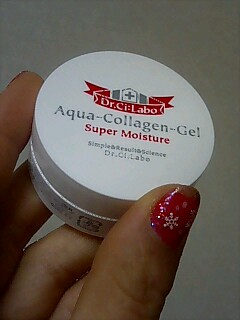 Dr.Ci:Labo
Aqua-Collagen-Gel
Super Moisture
Simple&Result&Science
Dr.Ci:Labo